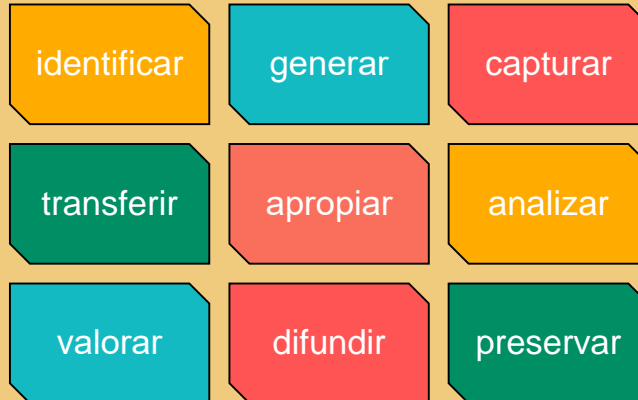 identificar
generar
capturar
transferir
apropiar
analizar
valorar
difundir
preservar